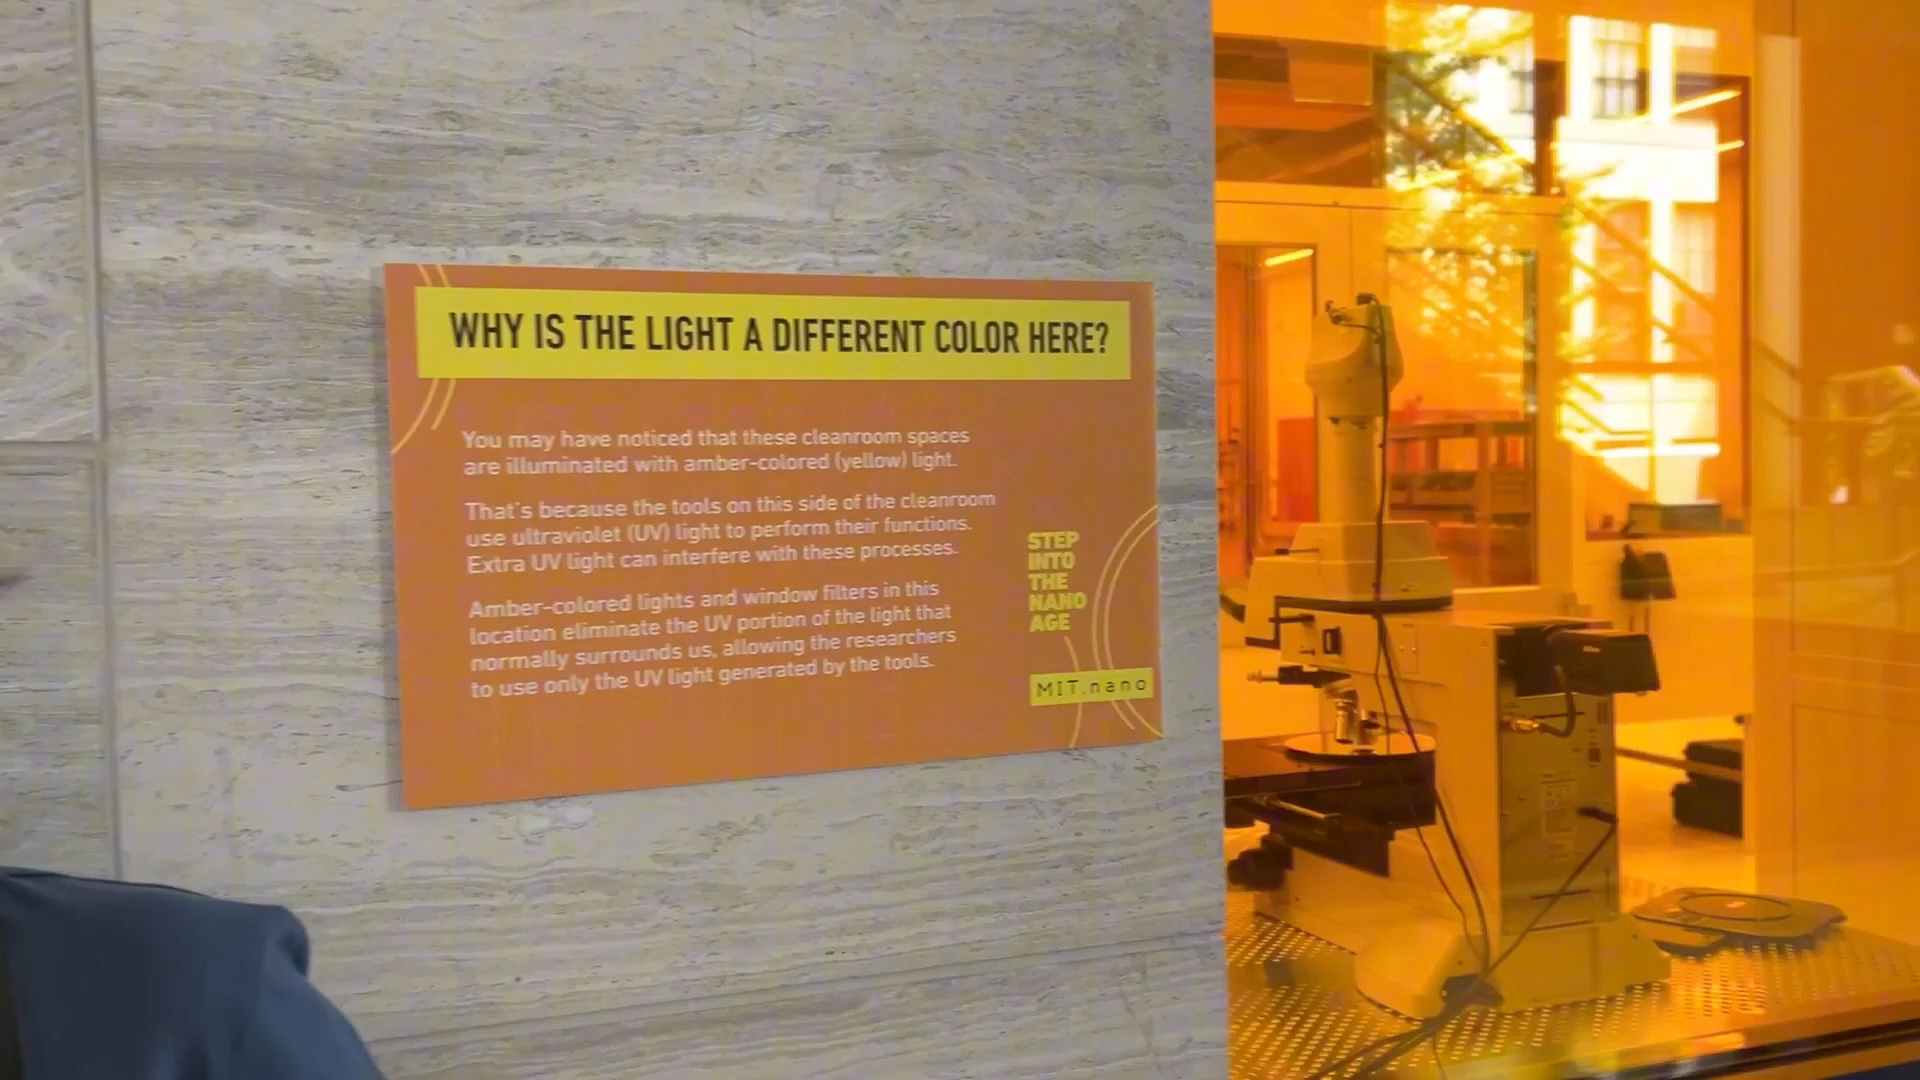 WHY IS THE LIGHT A DIFFERENT COLOR HERE?
You may have noticed that these cleanroom spaces
are illuminated with amber-colored (yellow) light.
That's because the tools on this side of the cleanroom
use ultraviolet (UV) light to perform their functions.
Extra UV light can interfere with these processes.
Amber-colored lights and window filters in this
location eliminate the UV portion of the light that
normally surrounds us, allowing the researchers
to use only the UV light generated by the tools.
STEP
INTO
THE
NANO
AGE
MIT.nano